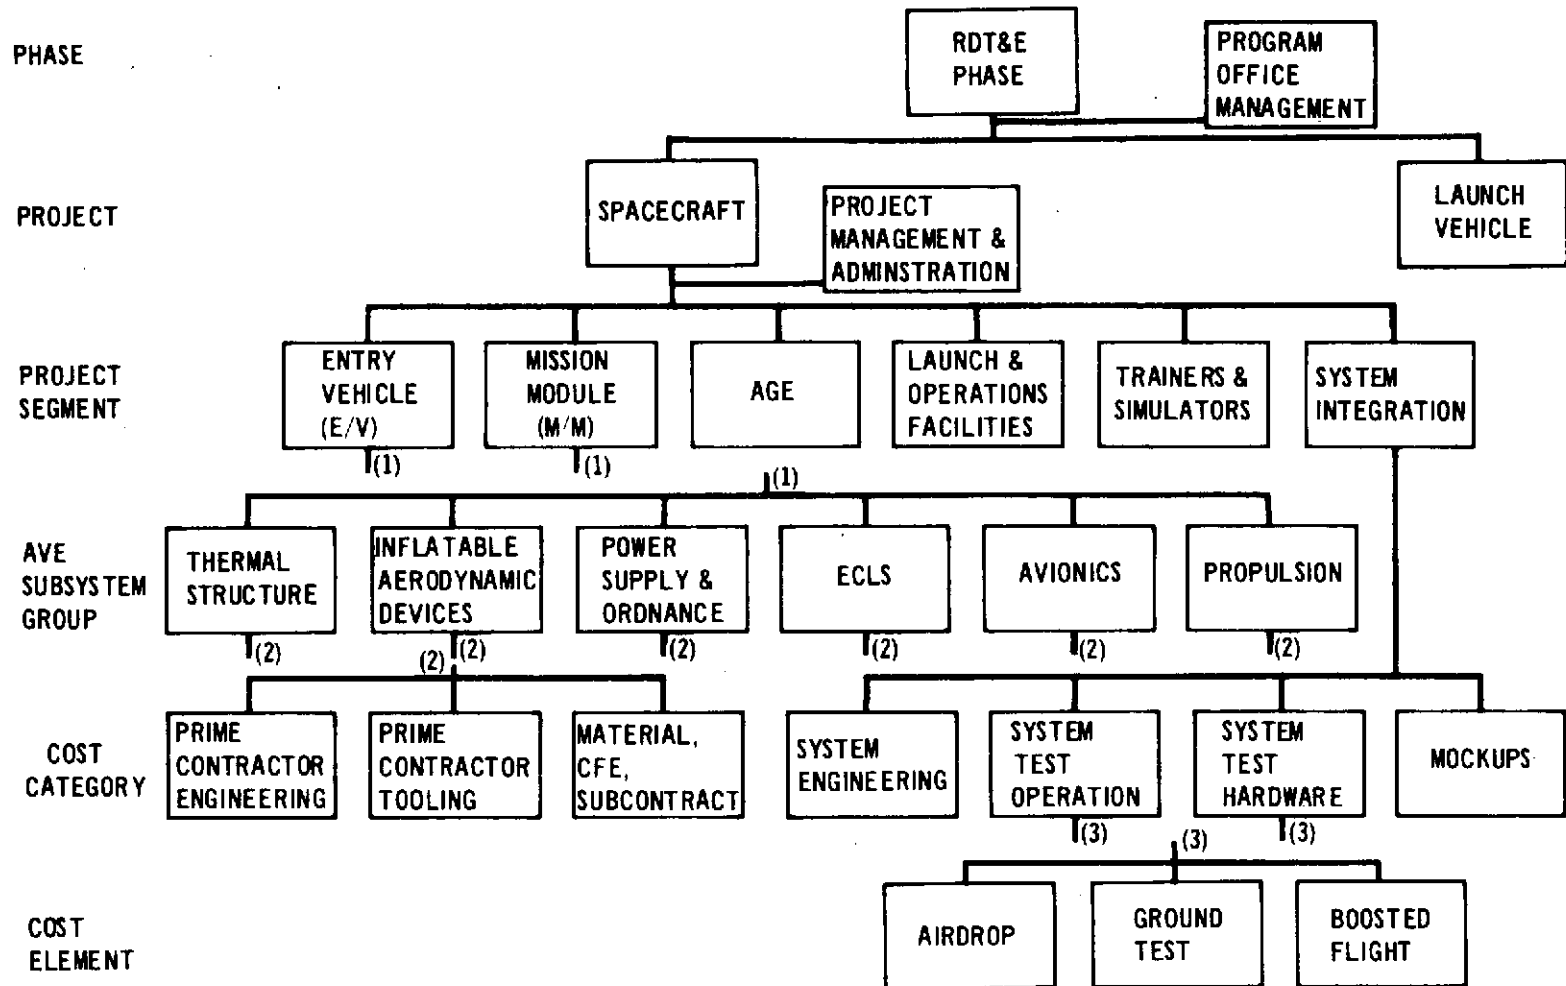 PHASE
RDT&E
PHASE
PROGRAM
OFFICE
MANAGEMENT
PROJECT
SPACECRAFT
PROJECT
MANAGEMENT &
ADMINSTRATION
LAUNCH
VEHICLE
PROJECT
SEGMENT
ENTRY
VEHICLE
(E/V)
MISSION
MODULE
(M/M)
AGE
LAUNCH &
OPERATIONS
FACILITIES
TRAINERS &
SIMULATORS
SYSTEM
INTEGRATION
(1)
(1)
(1)
AVE
SUBSYSTEM
GROUP
THERMAL
STRUCTURE
INFLATABLE
AERODYNAMIC
DEVICES
POWER
SUPPLY &
ORDNANCE
ECLS
AVIONICS
PROPULSION
(2)
(2)
(2)
(2)
(2)
(2)
(2)
COST
CATEGORY
PRIME
CONTRACTOR
ENGINEERING
PRIME
CONTRACTOR
TOOLING
MATERIAL,
CFE,
SUBCONTRACT
SYSTEM
ENGINEERING
SYSTEM
TEST
OPERATION
SYSTEM
TEST
HARDWARE
MOCKUPS
(3)
(3)
(3)
COST
ELEMENT
AIRDROP
GROUND
TEST
BOOSTED
FLIGHT